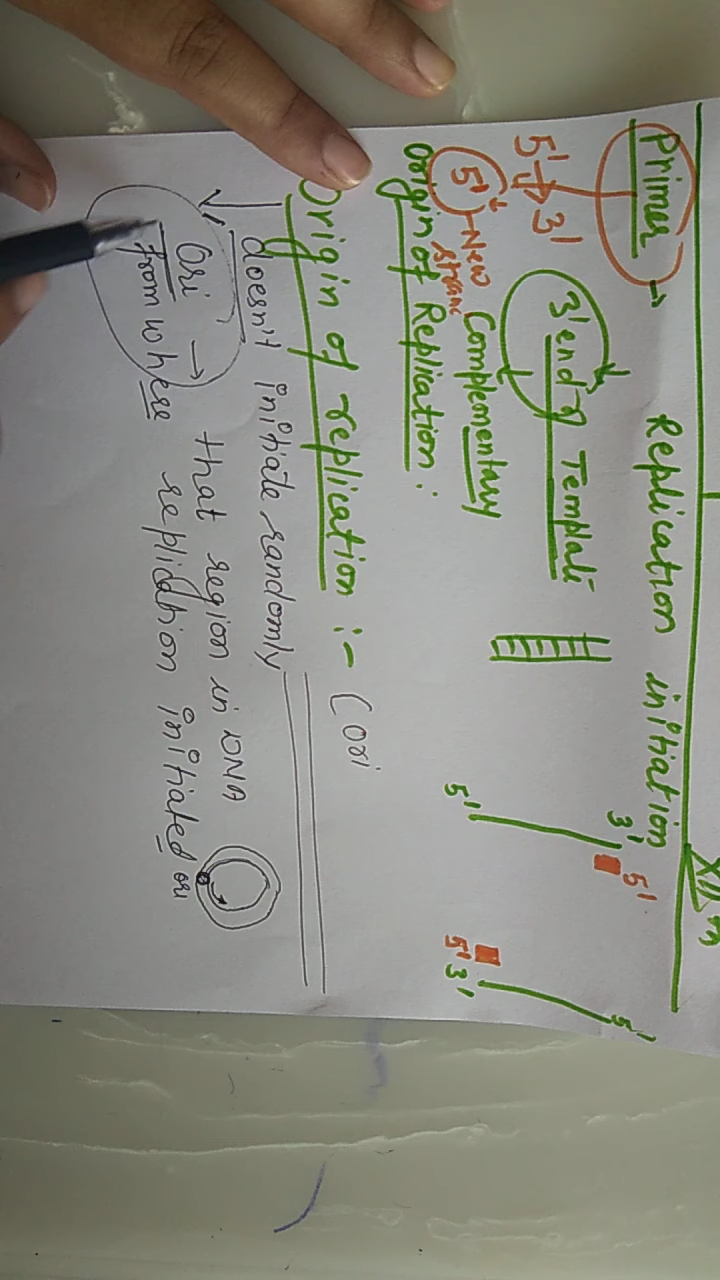 Replication initiation
Primer →
5' → 3'
3' end of Template
5' New
strand
Complementary
Origin of Replication :
3' 5'
5'
5'
5' 3'
Origin of replication :- (ori
doesn't initiate randomly
Ori → that region in DNA
from where replication initiated ori